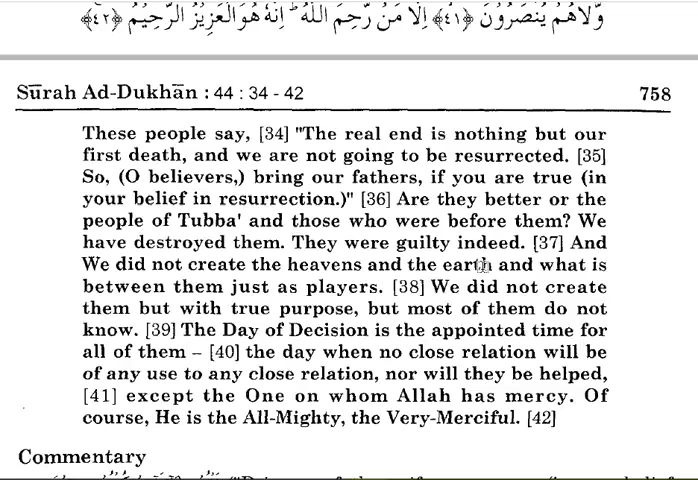 وَّلَاهُمْ يُنْصَرُوْنَ ﴿٤١﴾ اِلَّا مَنْ رَّحِمَ اللّٰهُ ؕ اِنَّهٗ هُوَالْعَزِيْزُ الرَّحِيْمُ ﴿٤٢﴾
Sūrah Ad-Dukhān : 44 : 34 - 42 758
These people say, [34] "The real end is nothing but our
first death, and we are not going to be resurrected. [35]
So, (O believers,) bring our fathers, if you are true (in
your belief in resurrection.)" [36] Are they better or the
people of Tubba' and those who were before them? We
have destroyed them. They were guilty indeed. [37] And
We did not create the heavens and the earth and what is
between them just as players. [38] We did not create
them but with true purpose, but most of them do not
know. [39] The Day of Decision is the appointed time for
all of them – [40] the day when no close relation will be
of any use to any close relation, nor will they be helped,
[41] except the One on whom Allah has mercy. Of
course, He is the All-Mighty, the Very-Merciful. [42]
Commentary